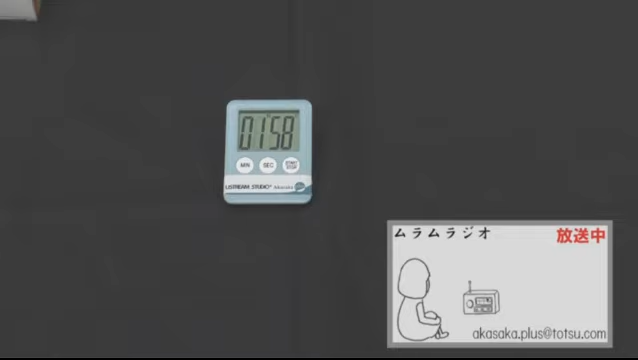 01 58
MIN SEC START STOP
USTREAM STUDIO+ Akasaka
ムラムラジオ 放送中
akasaka.plus@totsu.com